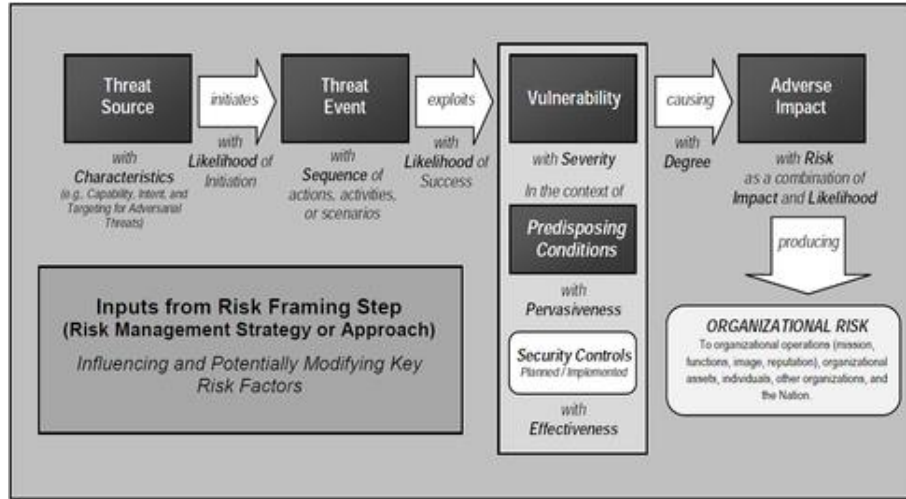 Threat
Source
initiates
Threat
Event
exploits
Vulnerability
causing
Adverse
Impact
with
Characteristics
(e.g., Capability, Intent, and
Targeting for Adversarial
Threats)
with
Likelihood of
Initiation
with
Sequence of
actions, activities,
or scenarios
with
Likelihood of
Success
with Severity
In the context of
Predisposing
Conditions
with
Pervasiveness
Security Controls
Planned / Implemented
with
Effectiveness
with
Degree
with Risk
as a combination of
Impact and Likelihood
producing
ORGANIZATIONAL RISK
To organizational operations (mission,
functions, image, reputation), organizational
assets, individuals, other organizations, and
the Nation.
Inputs from Risk Framing Step
(Risk Management Strategy or Approach)
Influencing and Potentially Modifying Key
Risk Factors